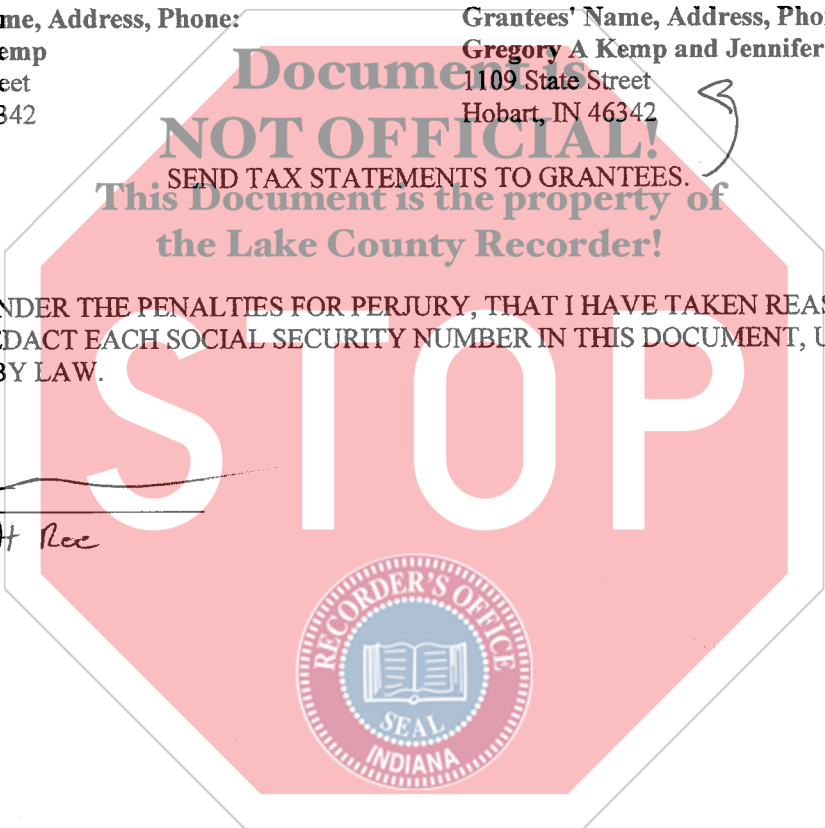 me, Address, Phone:
emp
eet
342
Grantees' Name, Address, Pho
Gregory A Kemp and Jennifer
1109 State Street
Hobart, IN 46342
SEND TAX STATEMENTS TO GRANTEES.
Document is
NOT OFFICIAL!
This Document is the property of
the Lake County Recorder!
NDER THE PENALTIES FOR PERJURY, THAT I HAVE TAKEN REAS
EDACT EACH SOCIAL SECURITY NUMBER IN THIS DOCUMENT, U
BY LAW.
STOP
RECORDER'S OFFICE
SEAL
INDIANA